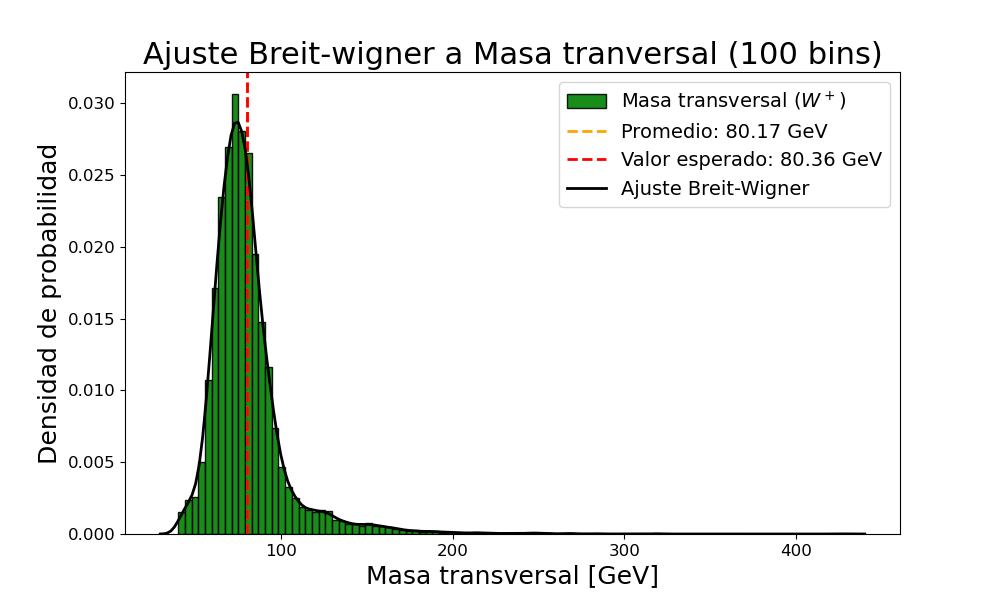 Ajuste Breit-wigner a Masa tranversal (100 bins)
Masa transversal (W⁺)
Promedio: 80.17 GeV
Valor esperado: 80.36 GeV
Ajuste Breit-Wigner
Densidad de probabilidad
0.030
0.025
0.020
0.015
0.010
0.005
0.000
100
200
300
400
Masa transversal [GeV]